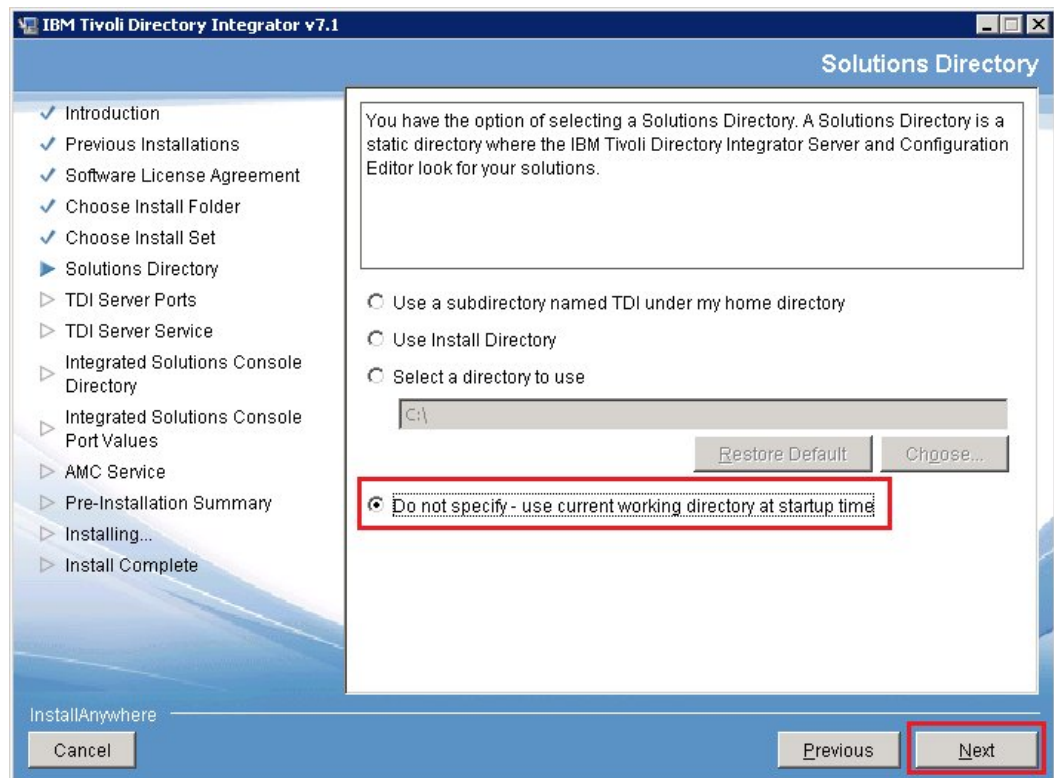 IBM Tivoli Directory Integrator v7.1
Solutions Directory
Introduction
Previous Installations
Software License Agreement
Choose Install Folder
Choose Install Set
Solutions Directory
TDI Server Ports
TDI Server Service
Integrated Solutions Console
Directory
Integrated Solutions Console
Port Values
AMC Service
Pre-Installation Summary
Installing...
Install Complete
You have the option of selecting a Solutions Directory. A Solutions Directory is a
static directory where the IBM Tivoli Directory Integrator Server and Configuration
Editor look for your solutions.
Use a subdirectory named TDI under my home directory
Use Install Directory
Select a directory to use
C:\
Restore Default
Choose...
Do not specify - use current working directory at startup time
InstallAnywhere
Cancel
Previous
Next